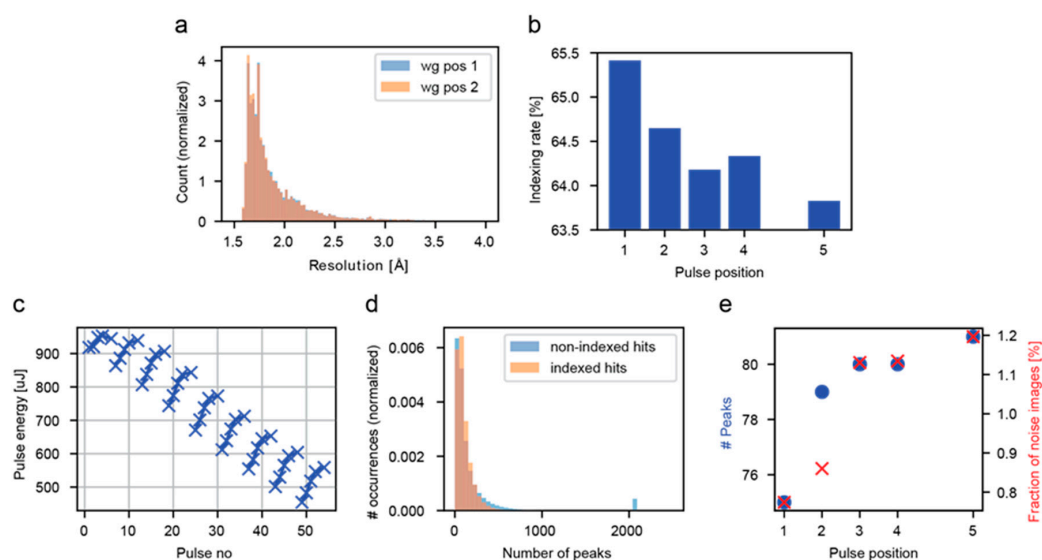 a
4
3
2
1
0
Count (normalized)
wg pos 1
wg pos 2
1.5 2.0 2.5 3.0 3.5 4.0
Resolution [Å]
b
65.5
65.0
64.5
64.0
63.5
Indexing rate [%]
1 2 3 4 5
Pulse position
c
900
800
700
600
500
Pulse energy [uJ]
0 10 20 30 40 50
Pulse no
d
0.006
0.004
0.002
0.000
# occurrences (normalized)
non-indexed hits
indexed hits
0 1000 2000
Number of peaks
e
80
78
76
# Peaks
1.2
1.1
1.0
0.9
0.8
Fraction of noise images [%]
1 2 3 4 5
Pulse position